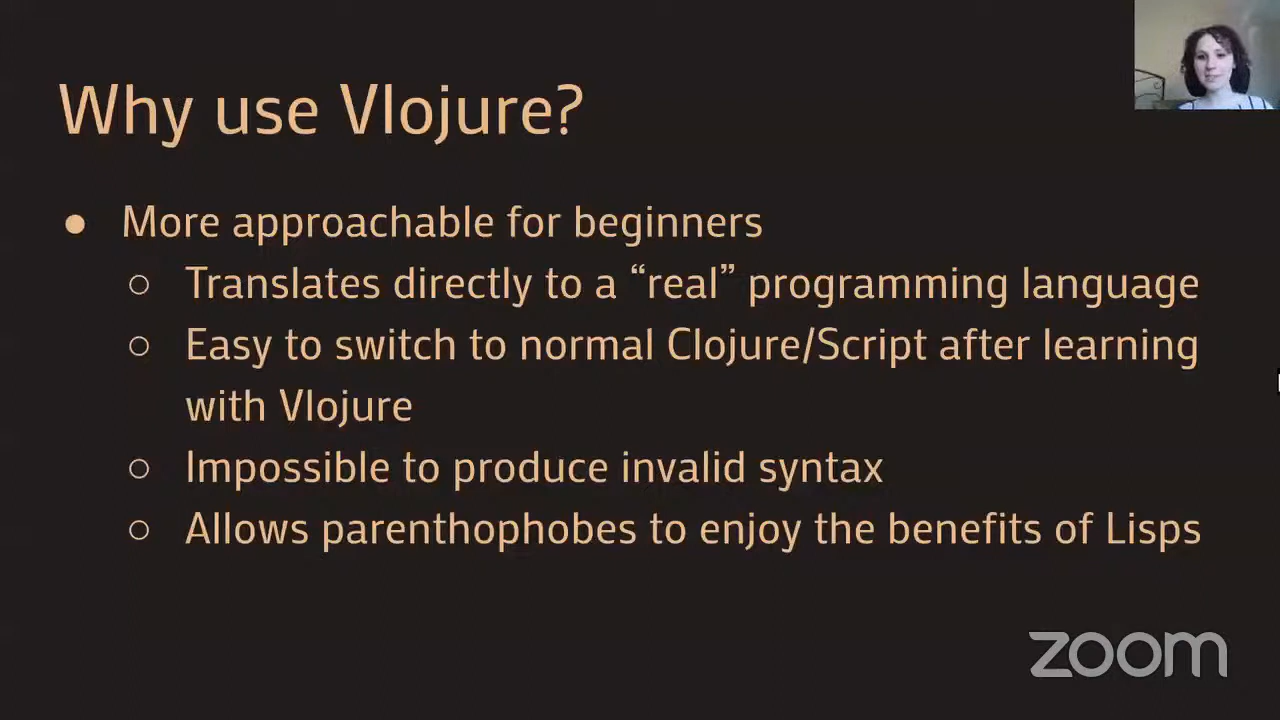 Why use Vlojure?
● More approachable for beginners
○ Translates directly to a “real” programming language
○ Easy to switch to normal Clojure/Script after learning
with Vlojure
○ Impossible to produce invalid syntax
○ Allows parenthophobes to enjoy the benefits of Lisps
zoom